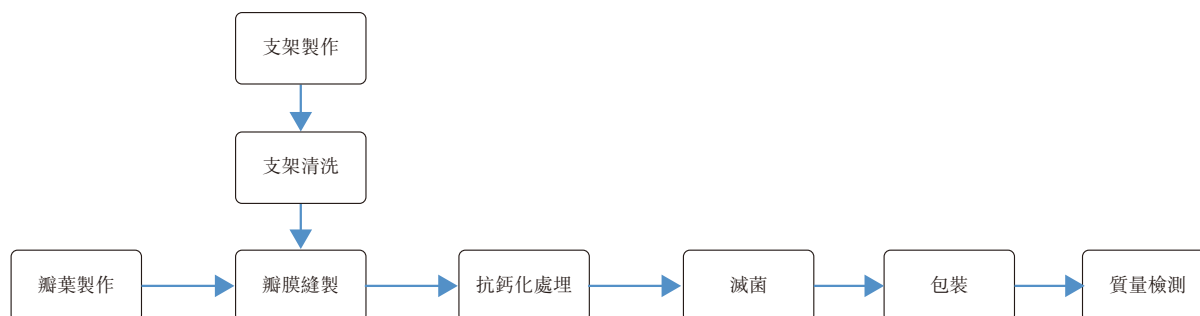 支架製作
支架清洗
瓣葉製作
瓣膜縫製
抗鈣化處理
滅菌
包裝
質量檢測